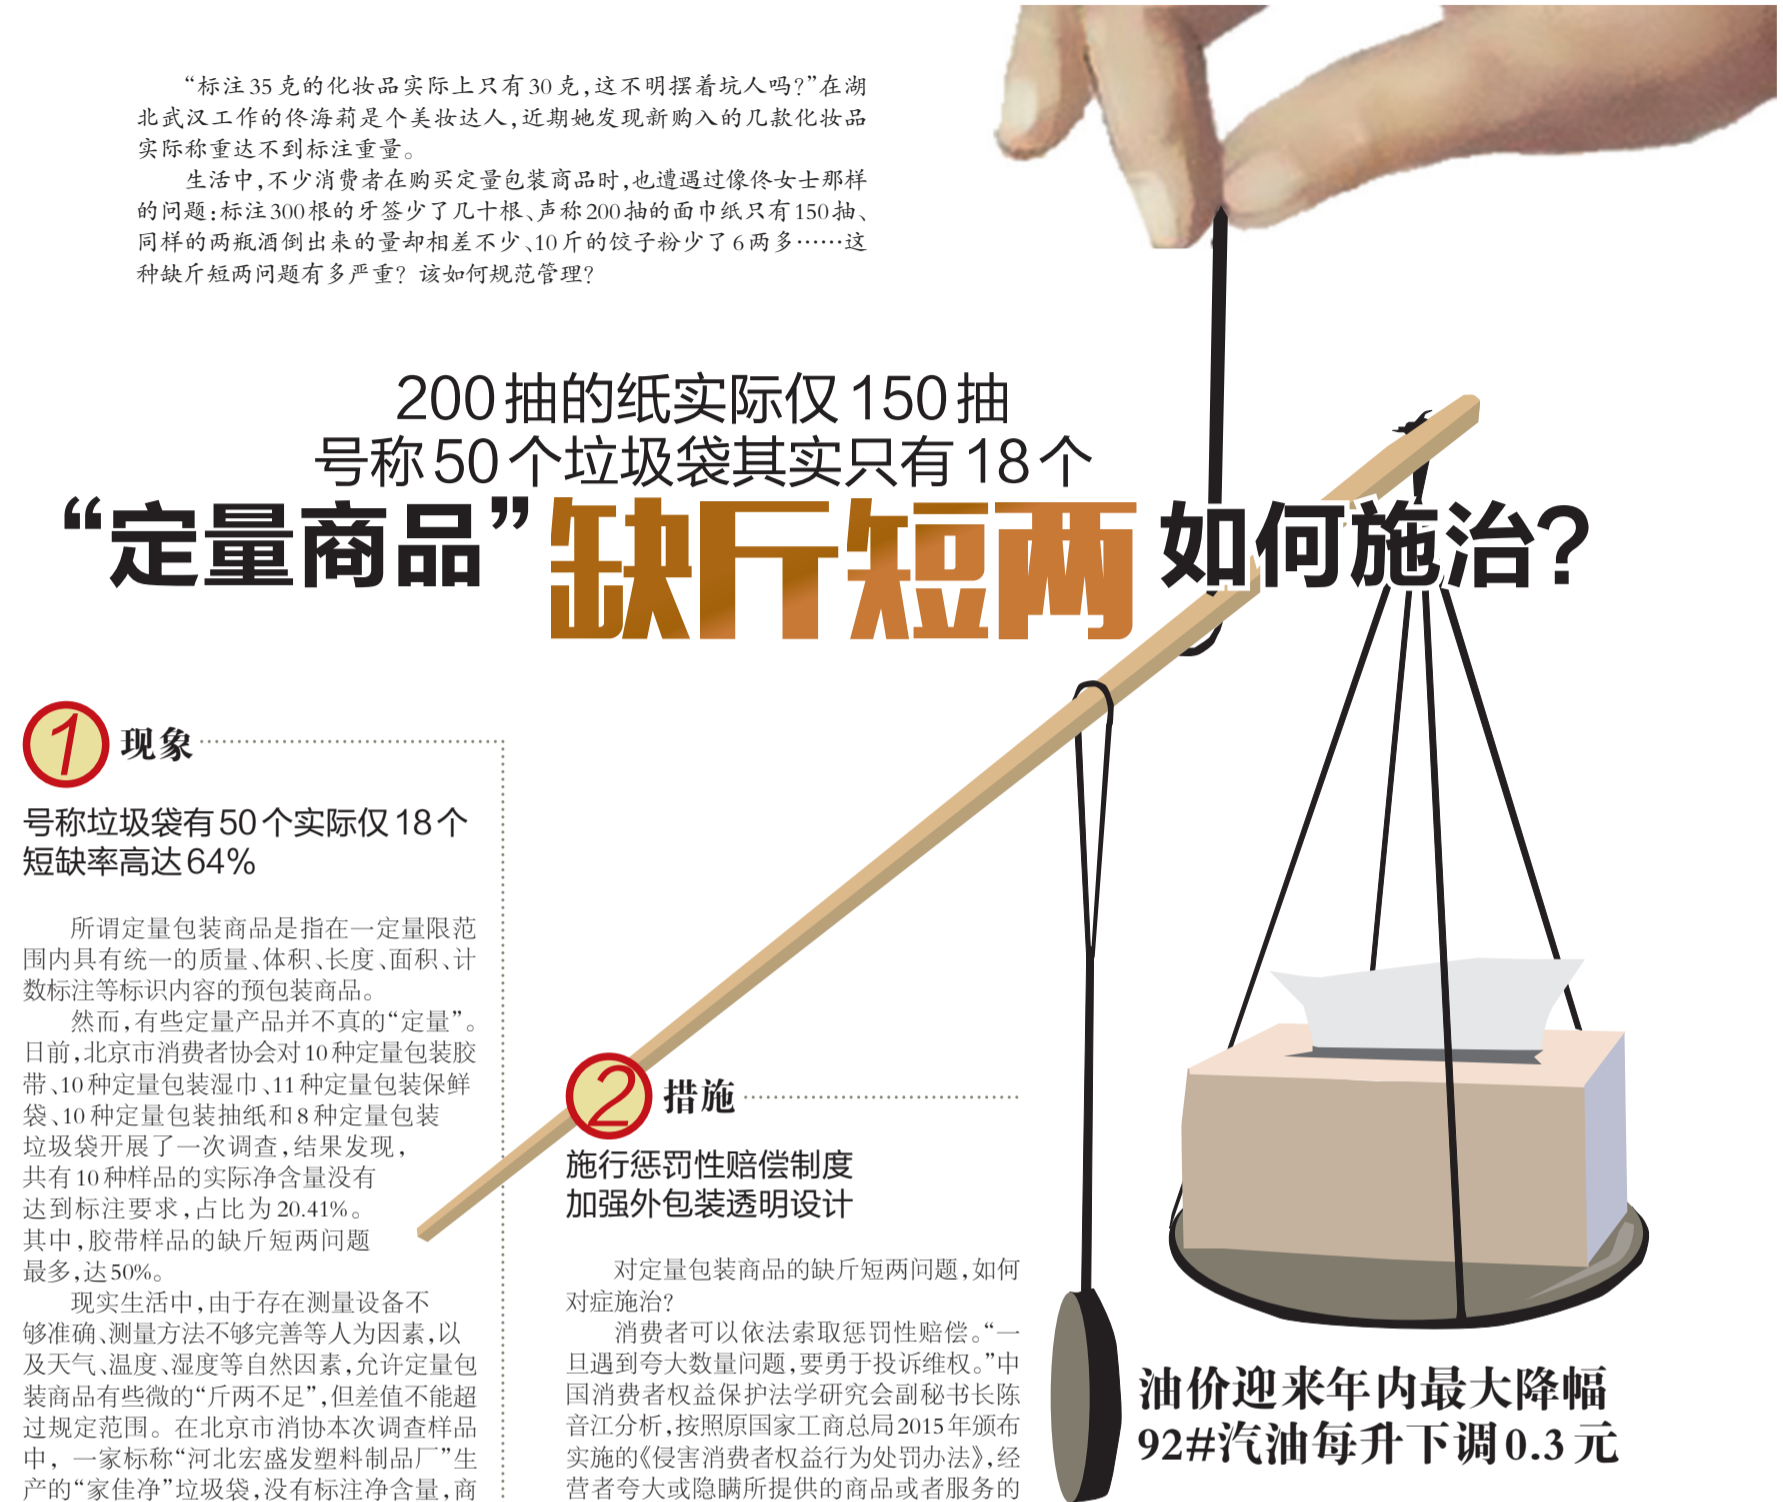 “标注35克的化妆品实际上只有30克,这不明摆着坑人吗?”在湖
北武汉工作的佟海莉是个美妆达人,近期她发现新购入的几款化妆品
实际称重达不到标注重量。
生活中,不少消费者在购买定量包装商品时,也遭遇过像佟女士那样
的问题:标注300根的牙签少了几十根、声称200抽的面巾纸只有150抽、
同样的两瓶酒倒出来的量却相差不少、10斤的饺子粉少了6两多……这
种缺斤短两问题有多严重? 该如何规范管理?
200抽的纸实际仅150抽
号称50个垃圾袋其实只有18个
“定量商品”缺斤短两如何施治?
1 现象
号称垃圾袋有50个实际仅18个
短缺率高达64%
所谓定量包装商品是指在一定量限范
围内具有统一的质量、体积、长度、面积、计
数标注等标识内容的预包装商品。
然而,有些定量产品并不真的“定量”。
日前,北京市消费者协会对10种定量包装胶
带、10种定量包装湿巾、11种定量包装保鲜
袋、10种定量包装抽纸和8种定量包装
垃圾袋开展了一次调查,结果发现,
共有10种样品的实际净含量没有
达到标注要求,占比为20.41%。
其中,胶带样品的缺斤短两问题
最多,达50%。
现实生活中,由于存在测量设备不
够准确、测量方法不够完善等人为因素,以
及天气、温度、湿度等自然因素,允许定量包
装商品有些微的“斤两不足”,但差值不能超
过规定范围。在北京市消协本次调查样品
中,一家标称“河北宏盛发塑料制品厂”生
产的“家佳净”垃圾袋,没有标注净含量,商
2 措施
施行惩罚性赔偿制度
加强外包装透明设计
对定量包装商品的缺斤短两问题,如何
对症施治?
消费者可以依法索取惩罚性赔偿。“一
旦遇到夸大数量问题,要勇于投诉维权。”中
国消费者权益保护法学研究会副秘书长陈
音江分析,按照原国家工商总局2015年颁布
实施的《侵害消费者权益行为处罚办法》,经
营者夸大或隐瞒所提供的商品或者服务的
油价迎来年内最大降幅
92#汽油每升下调0.3元